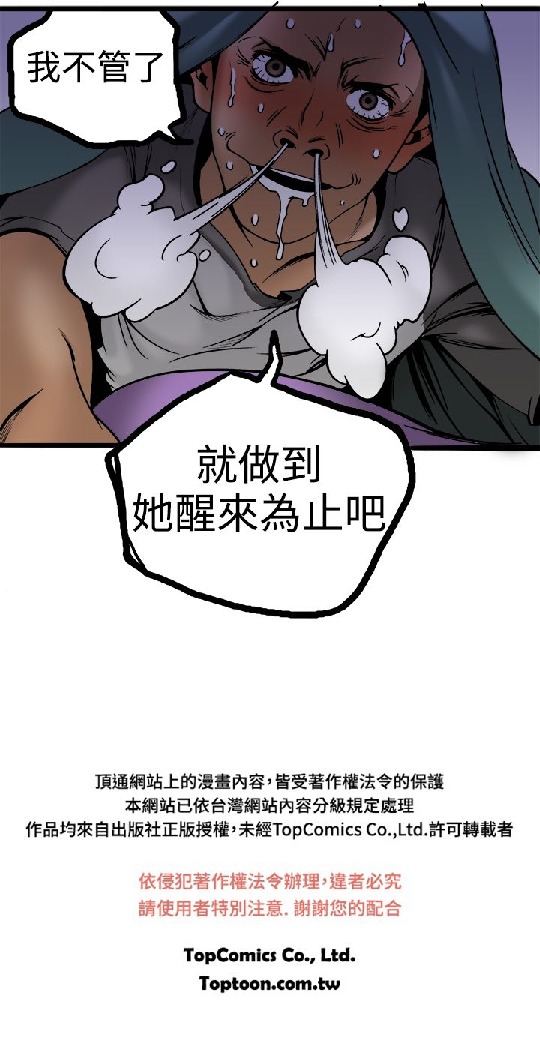 我不管了
就做到
她醒來為止吧
頂通網站上的漫畫內容，皆受著作權法令的保護
本網站已依台灣網站內容分級規定處理
作品均來自出版社正版授權，未經TopComics Co.,Ltd.許可轉載者
依侵犯著作權法令辦理，違者必究
請使用者特別注意. 謝謝您的配合
TopComics Co., Ltd.
Toptoon.com.tw